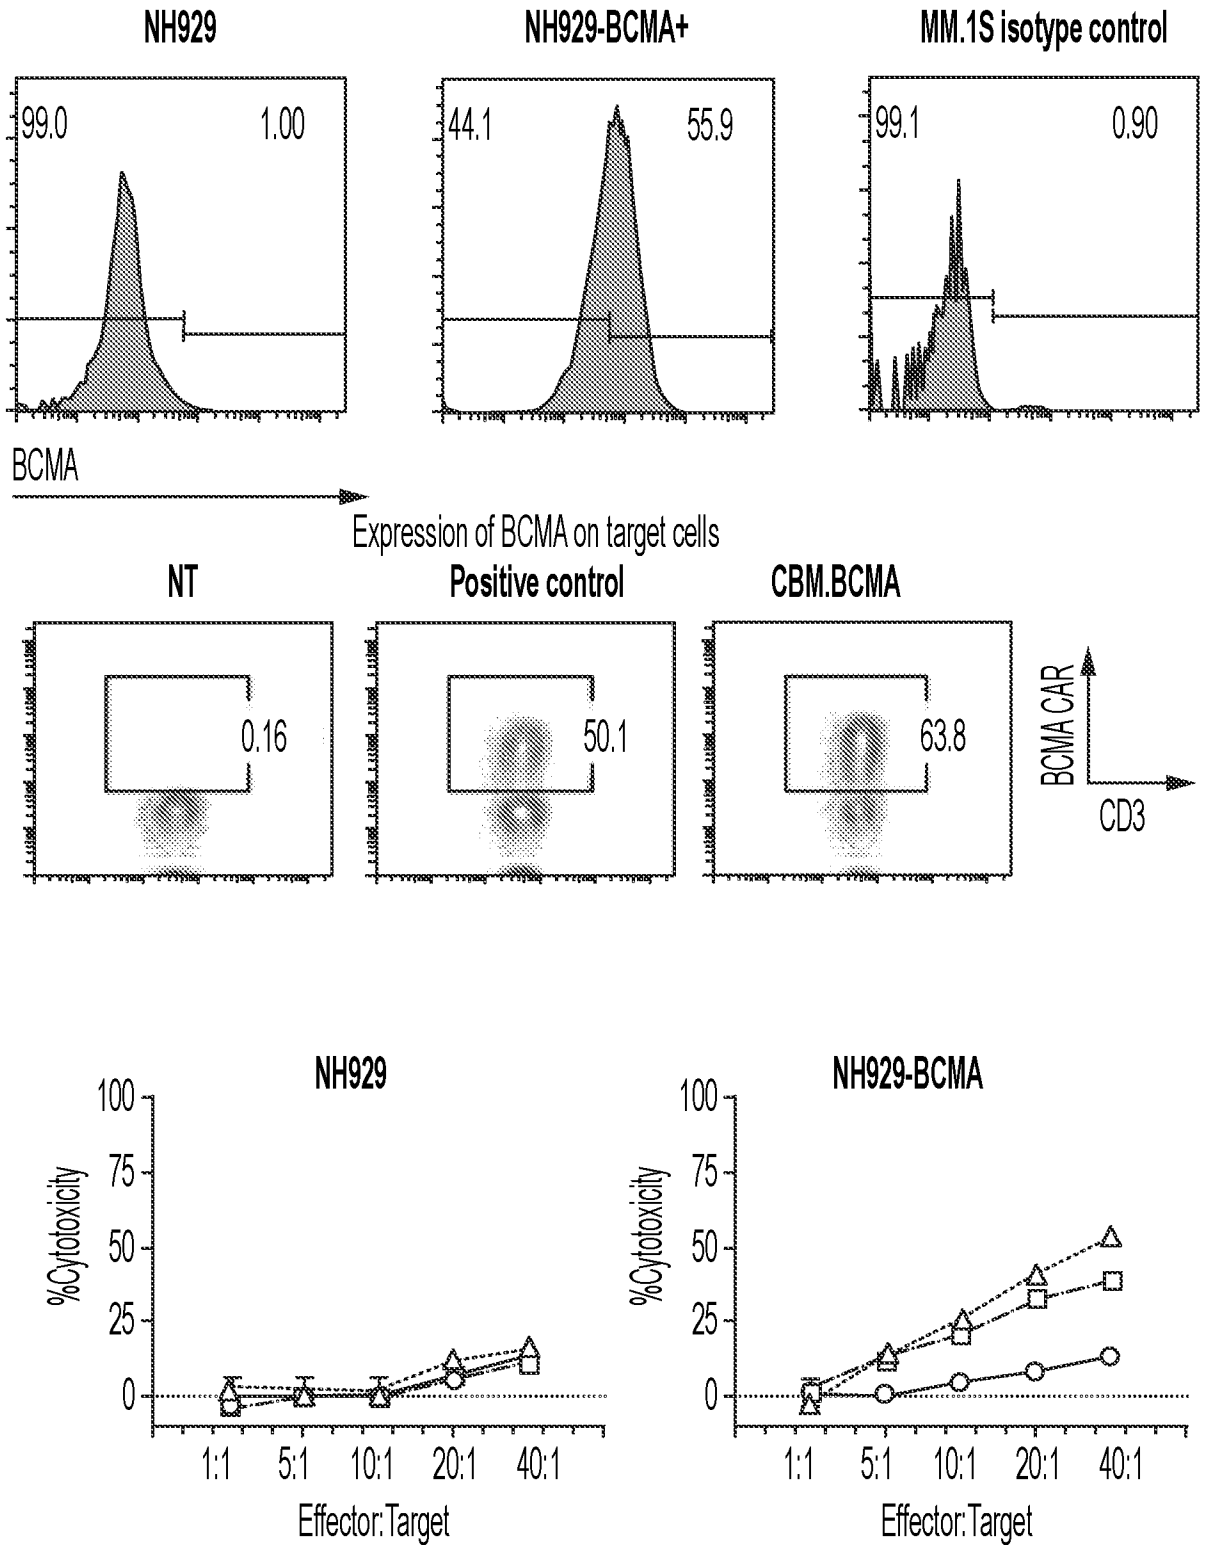 NH929 NH929-BCMA+ MM.1S isotype control
99.0 1.00 44.1 55.9 99.1 0.90
BCMA
Expression of BCMA on target cells
NT Positive control CBM.BCMA
0.16 50.1 63.8
BCMA CAR
CD3
NH929 NH929-BCMA
%Cytotoxicity
100
75
50
25
0
1:1 5:1 10:1 20:1 40:1
Effector:Target
%Cytotoxicity
100
75
50
25
0
1:1 5:1 10:1 20:1 40:1
Effector:Target